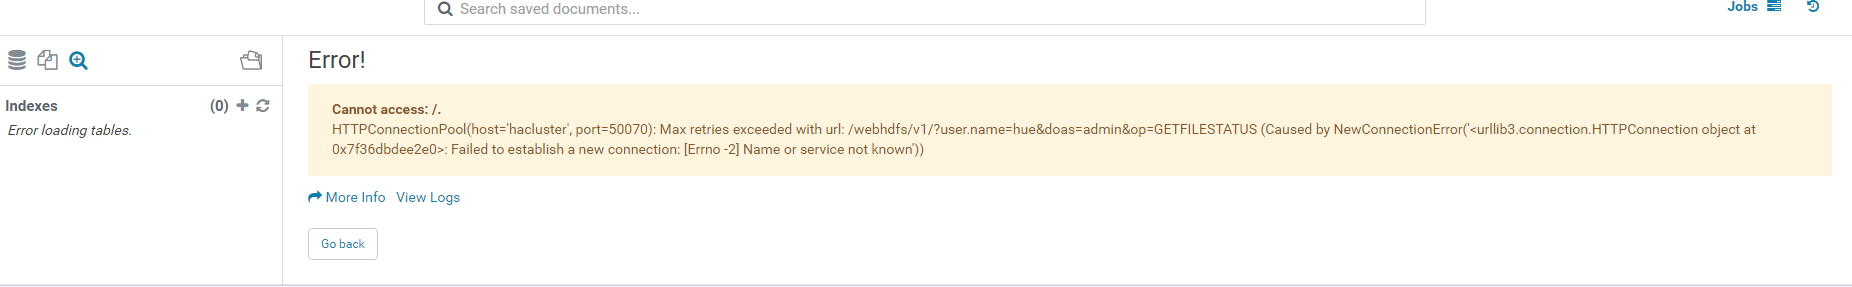 Search saved documents...
Jobs
Error!
Indexes (0)
Error loading tables.
Cannot access: /.
HTTPConnectionPool(host='hacluster', port=50070): Max retries exceeded with url: /webhdfs/v1/?user.name=hue&doas=admin&op=GETFILESTATUS (Caused by NewConnectionError('<urllib3.connection.HTTPConnection object at
0x7f36dbdee2e0>: Failed to establish a new connection: [Errno -2] Name or service not known'))
More Info View Logs
Go back